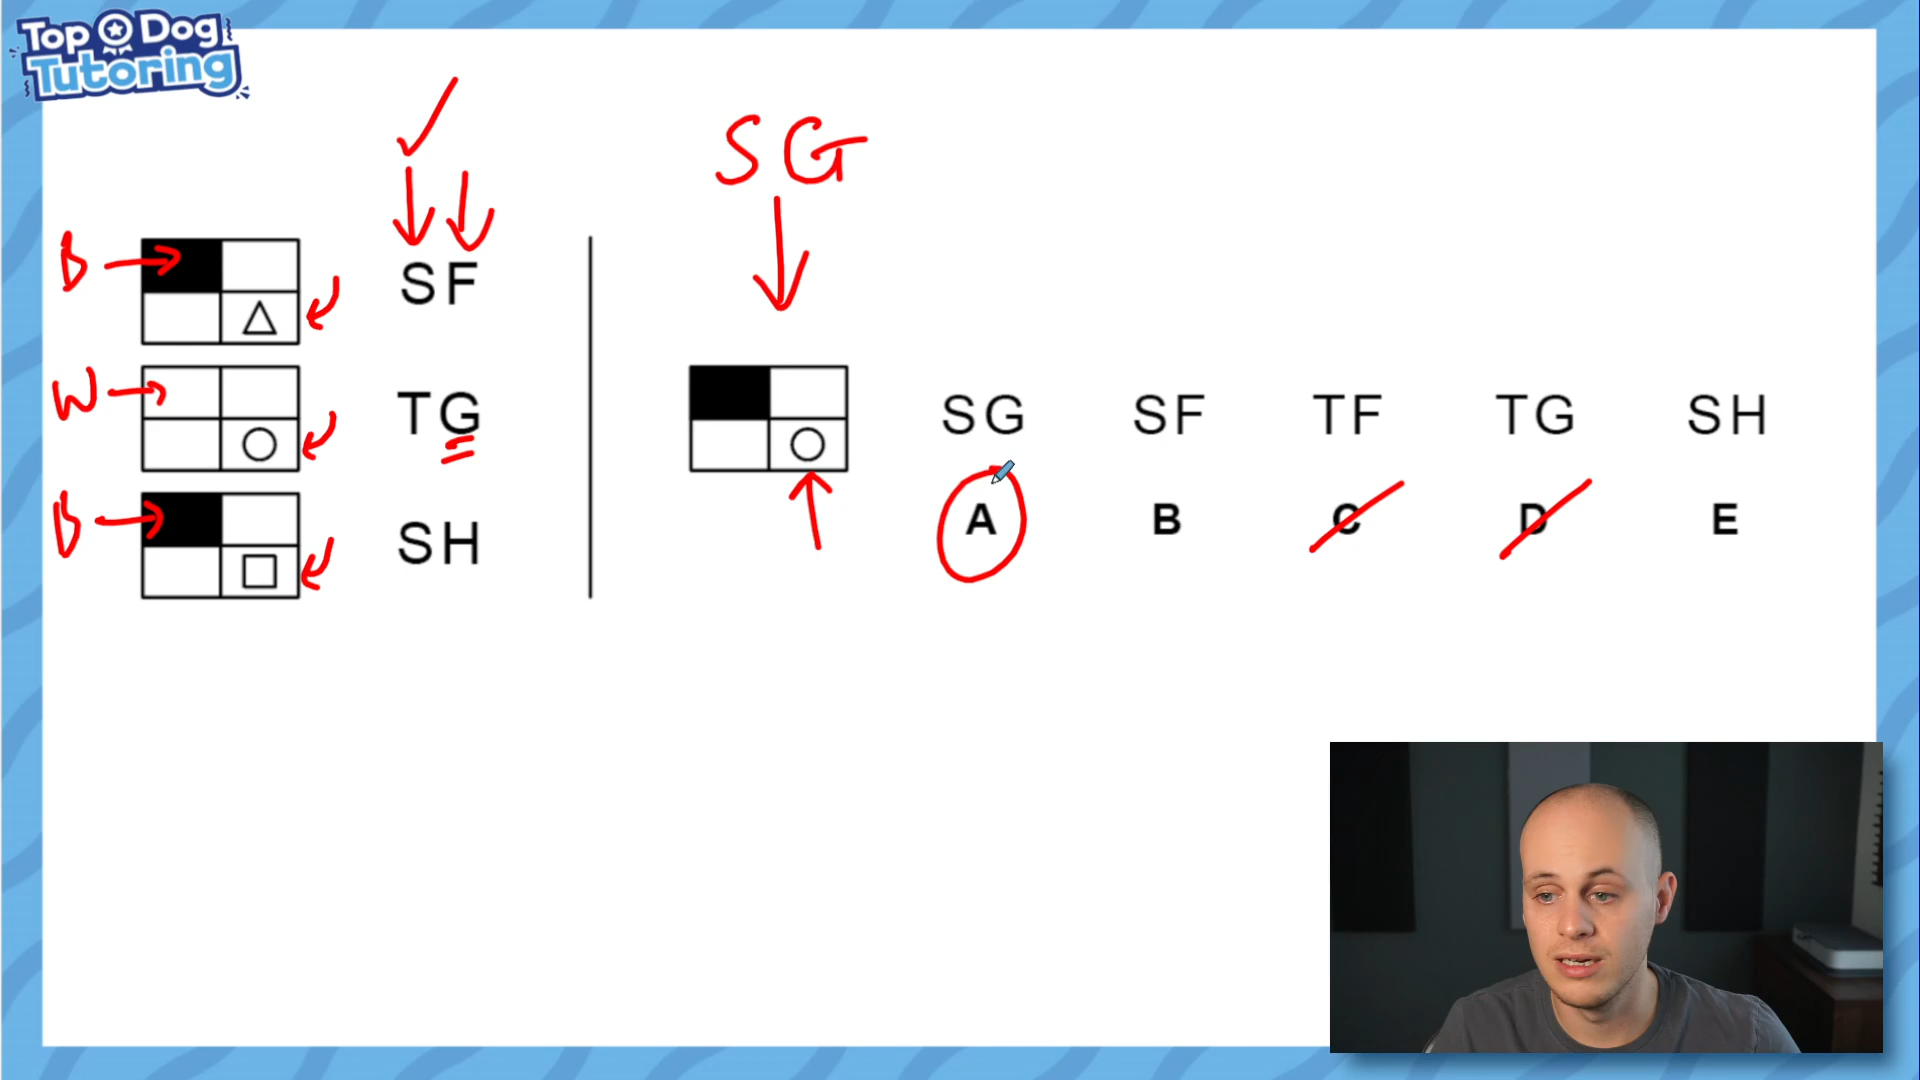 Top Dog
Tutoring
SG
B
SF
W
TG
SG SF TF TG SH
A B C D E
B
SH